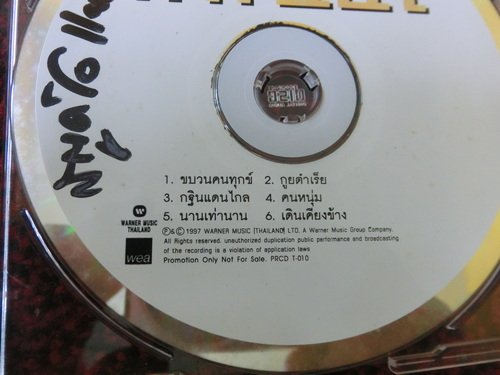 1. ขบวนคนทุกข์ 2. กูยตำเรีย
3. กฐินแดนไกล 4. คนหนุ่ม
5. นานเท่านาน 6. เดินเคียงข้าง
WARNER MUSIC
THAILAND
wea
Ⓟ&Ⓒ 1997 WARNER MUSIC [THAILAND] LTD. A Warner Music Group Company.
All Rights reserved. unauthorized duplication public performance and broadcasting
of the recording is a violation of application laws
Promotion Only Not For Sale. PRCD T-010